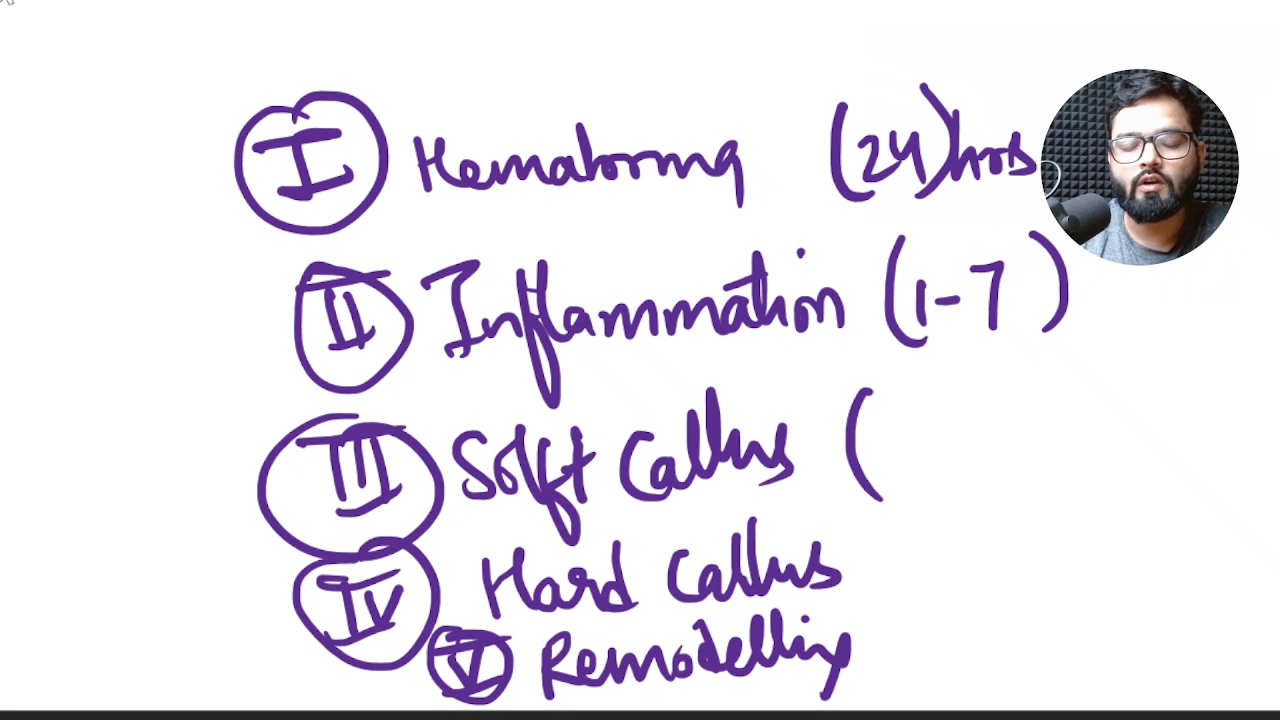 I Hematoma (24) hrs
II Inflammation (1-7)
III Soft Callus (
IV Hard Callus
V Remodelling